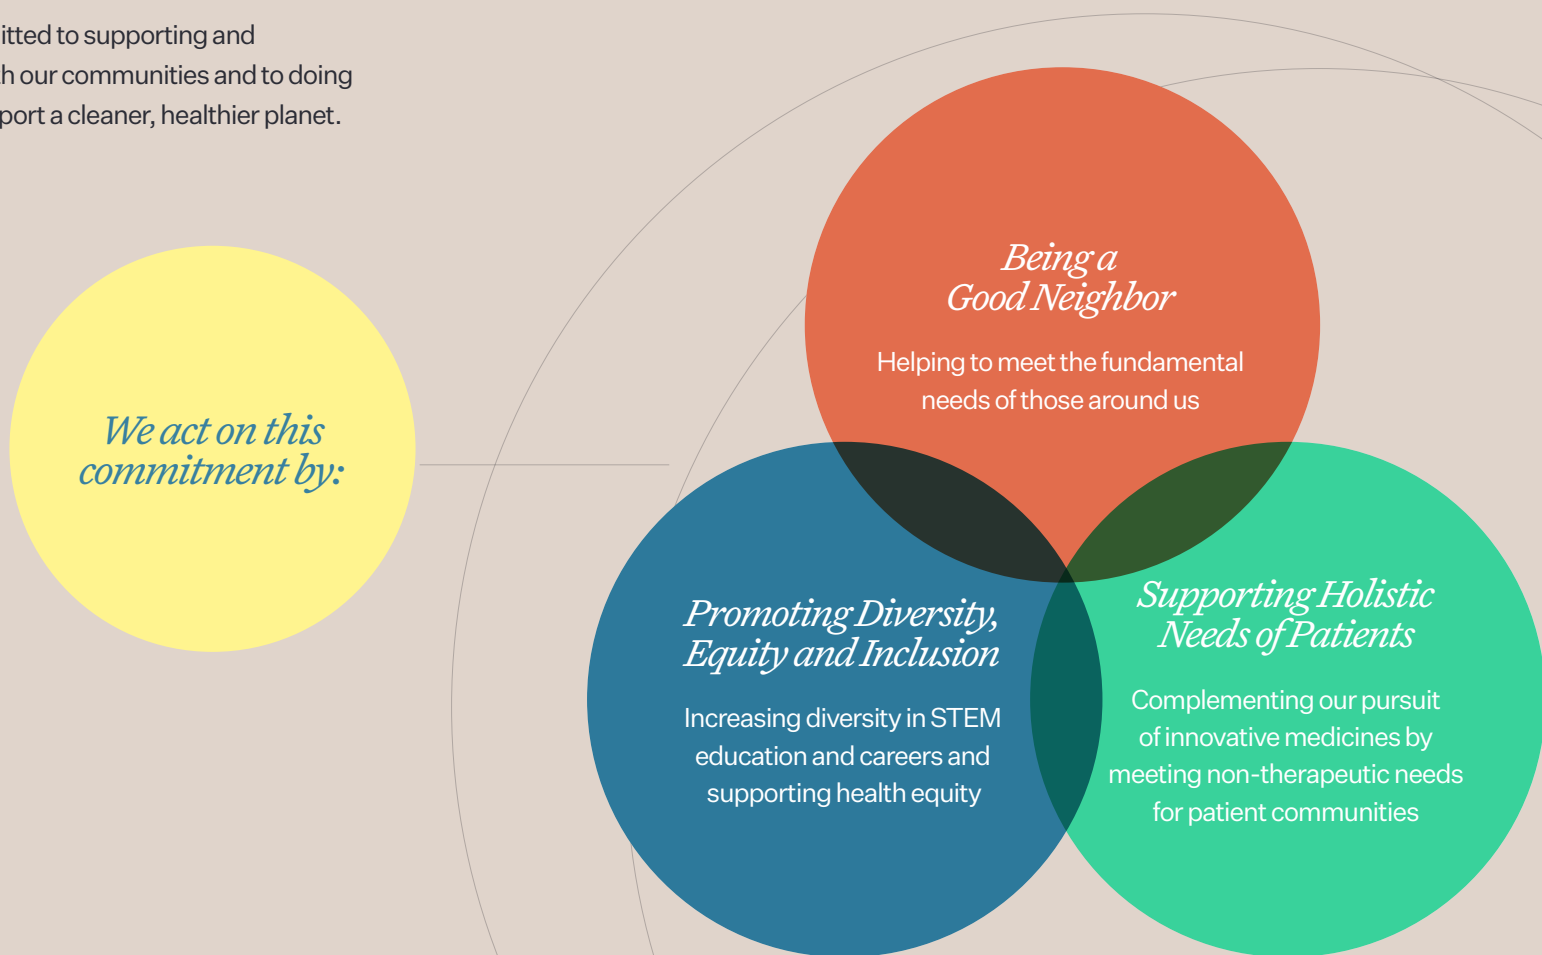 itted to supporting and
h our communities and to doing
port a cleaner, healthier planet.
We act on this
commitment by:
Being a
Good Neighbor
Helping to meet the fundamental
needs of those around us
Promoting Diversity,
Equity and Inclusion
Increasing diversity in STEM
education and careers and
supporting health equity
Supporting Holistic
Needs of Patients
Complementing our pursuit
of innovative medicines by
meeting non-therapeutic needs
for patient communities